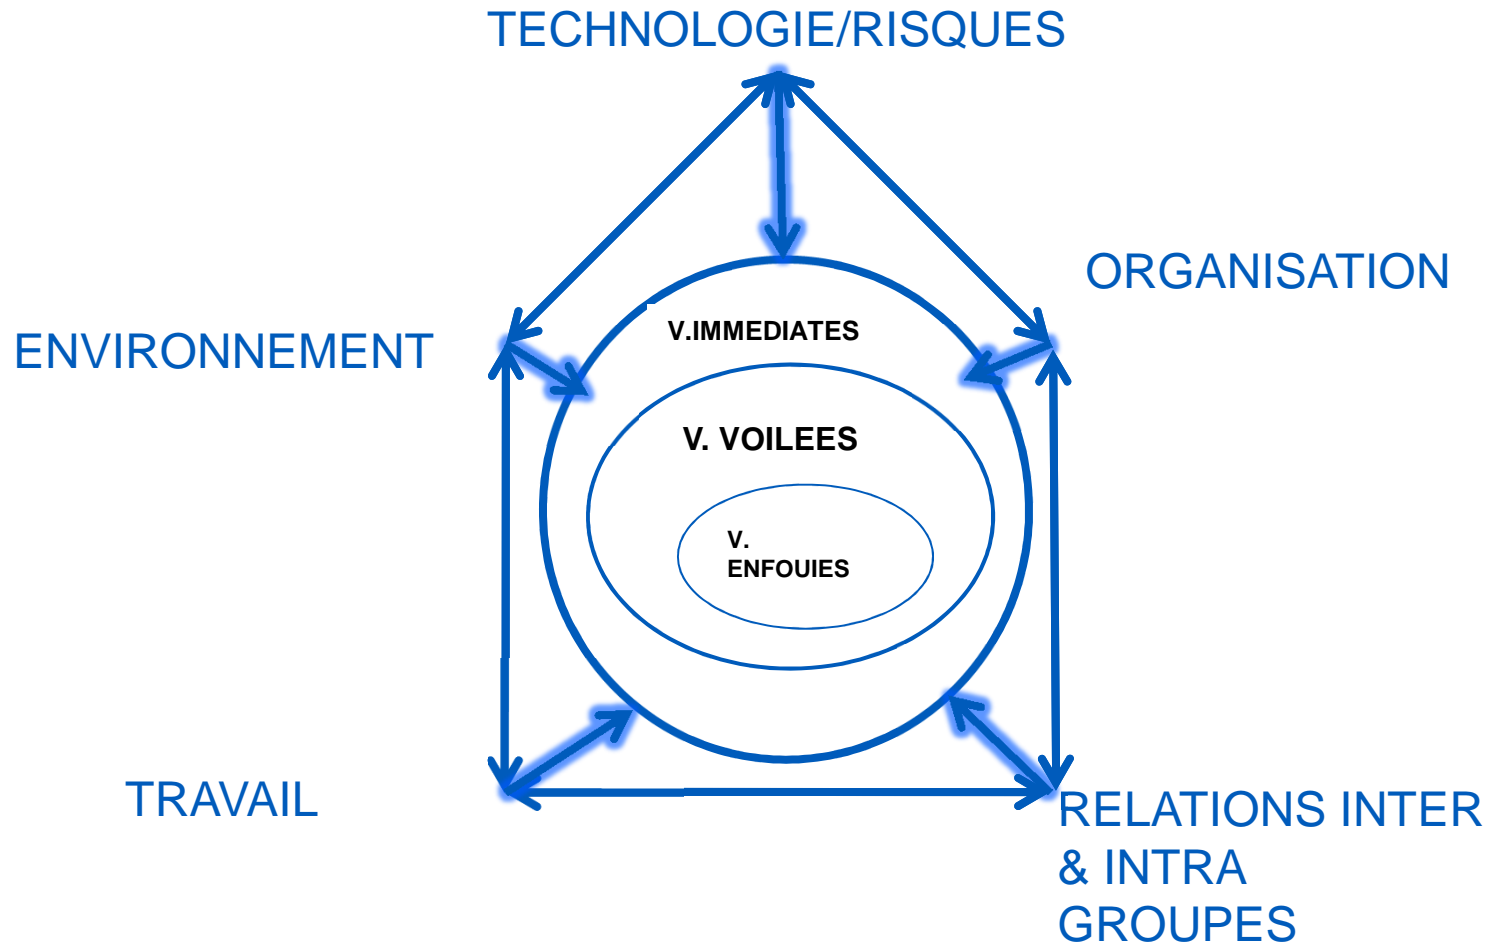 TECHNOLOGIE/RISQUES
ORGANISATION
V.IMMEDIATES
ENVIRONNEMENT
V. VOILEES
V.
ENFOUIES
TRAVAIL
RELATIONS INTER
& INTRA
GROUPES